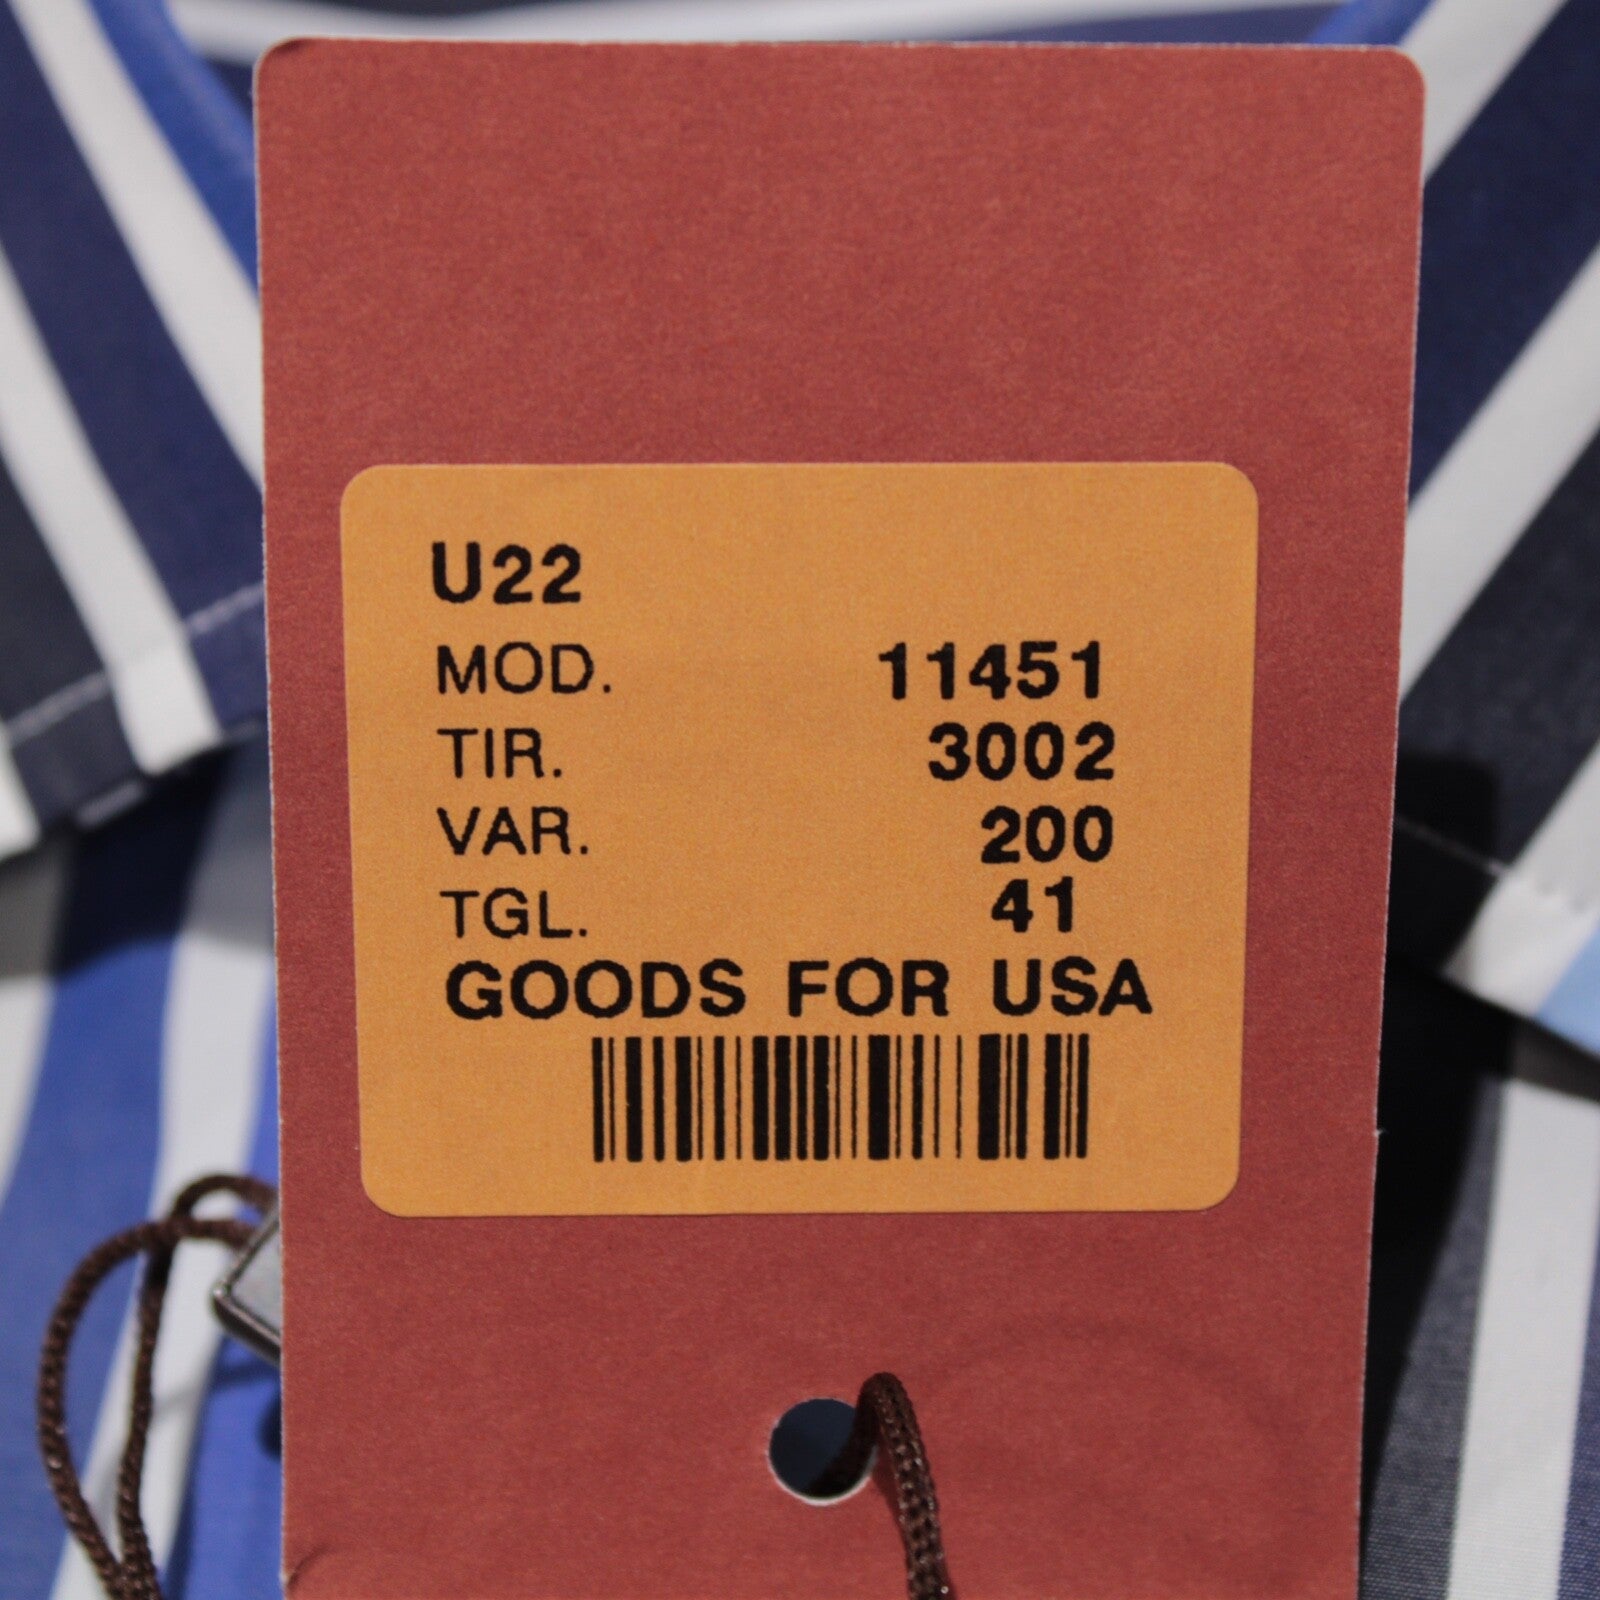 U22
MOD. 11451
TIR. 3002
VAR. 200
TGL. 41
GOODS FOR USA